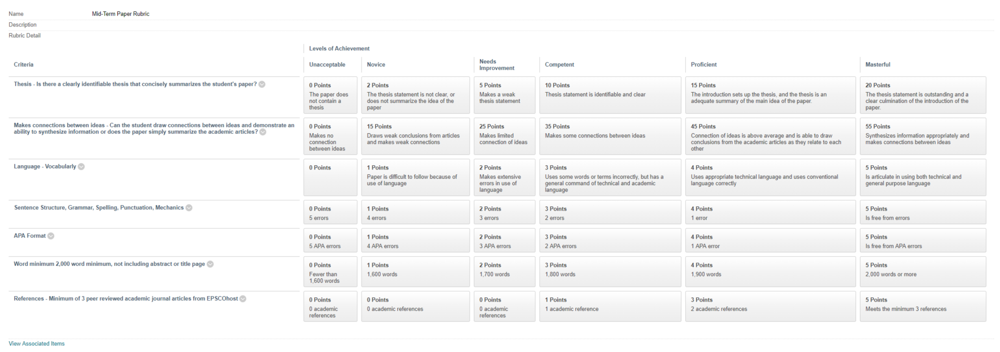 Name Mid-Term Paper Rubric
Description
Rubric Detail
Levels of Achievement
Criteria Unacceptable Novice Needs Improvement Competent Proficient Masterful
Thesis - Is there a clearly identifiable thesis that concisely summarizes the student's paper?
0 Points
The paper does
not contain a
thesis
2 Points
The thesis statement is not clear, or
does not summarize the idea of the
paper
5 Points
Makes a weak
thesis statement
10 Points
Thesis statement is identifiable and clear
15 Points
The introduction sets up the thesis, and the thesis is an
adequate summary of the main idea of the paper.
20 Points
The thesis statement is outstanding and a
clear culmination of the introduction of the
paper.
Makes connections between ideas - Can the student draw connections between ideas and demonstrate an
ability to synthesize information or does the paper simply summarize the academic articles?
0 Points
Makes no
connection
between ideas
15 Points
Draws weak conclusions from articles
and makes weak connections
25 Points
Makes limited
connection of ideas
35 Points
Makes some connections between ideas
45 Points
Connection of ideas is above average and is able to draw
conclusions from the academic articles as they relate to each
other
55 Points
Synthesizes information appropriately and
makes connections between ideas
Language - Vocabularly
0 Points
1 Points
Paper is difficult to follow because of
use of language
2 Points
Makes extensive
errors in use of
language
3 Points
Uses some words or terms incorrectly, but has a
general command of technical and academic
language
4 Points
Uses appropriate technical language and uses conventional
language correctly
5 Points
Is articulate in using both technical and
general purpose language
Sentence Structure, Grammar, Spelling, Punctuation, Mechanics
0 Points
5 errors
1 Points
4 errors
2 Points
3 errors
3 Points
2 errors
4 Points
1 error
5 Points
Is free from errors
APA Format
0 Points
5 APA errors
1 Points
4 APA errors
2 Points
3 APA errors
3 Points
2 APA errors
4 Points
1 APA error
5 Points
Is free from APA errors
Word minimum 2,000 word minimum, not including abstract or title page
0 Points
Fewer than
1,600 words
1 Points
1,600 words
2 Points
1,700 words
3 Points
1,800 words
4 Points
1,900 words
5 Points
2,000 words or more
References - Minimum of 3 peer reviewed academic journal articles from EPSCOhost
0 Points
0 academic
references
0 Points
0 academic references
0 Points
0 academic
references
1 Points
1 academic reference
3 Points
2 academic references
5 Points
Meets the minimum 3 references
View Associated Items